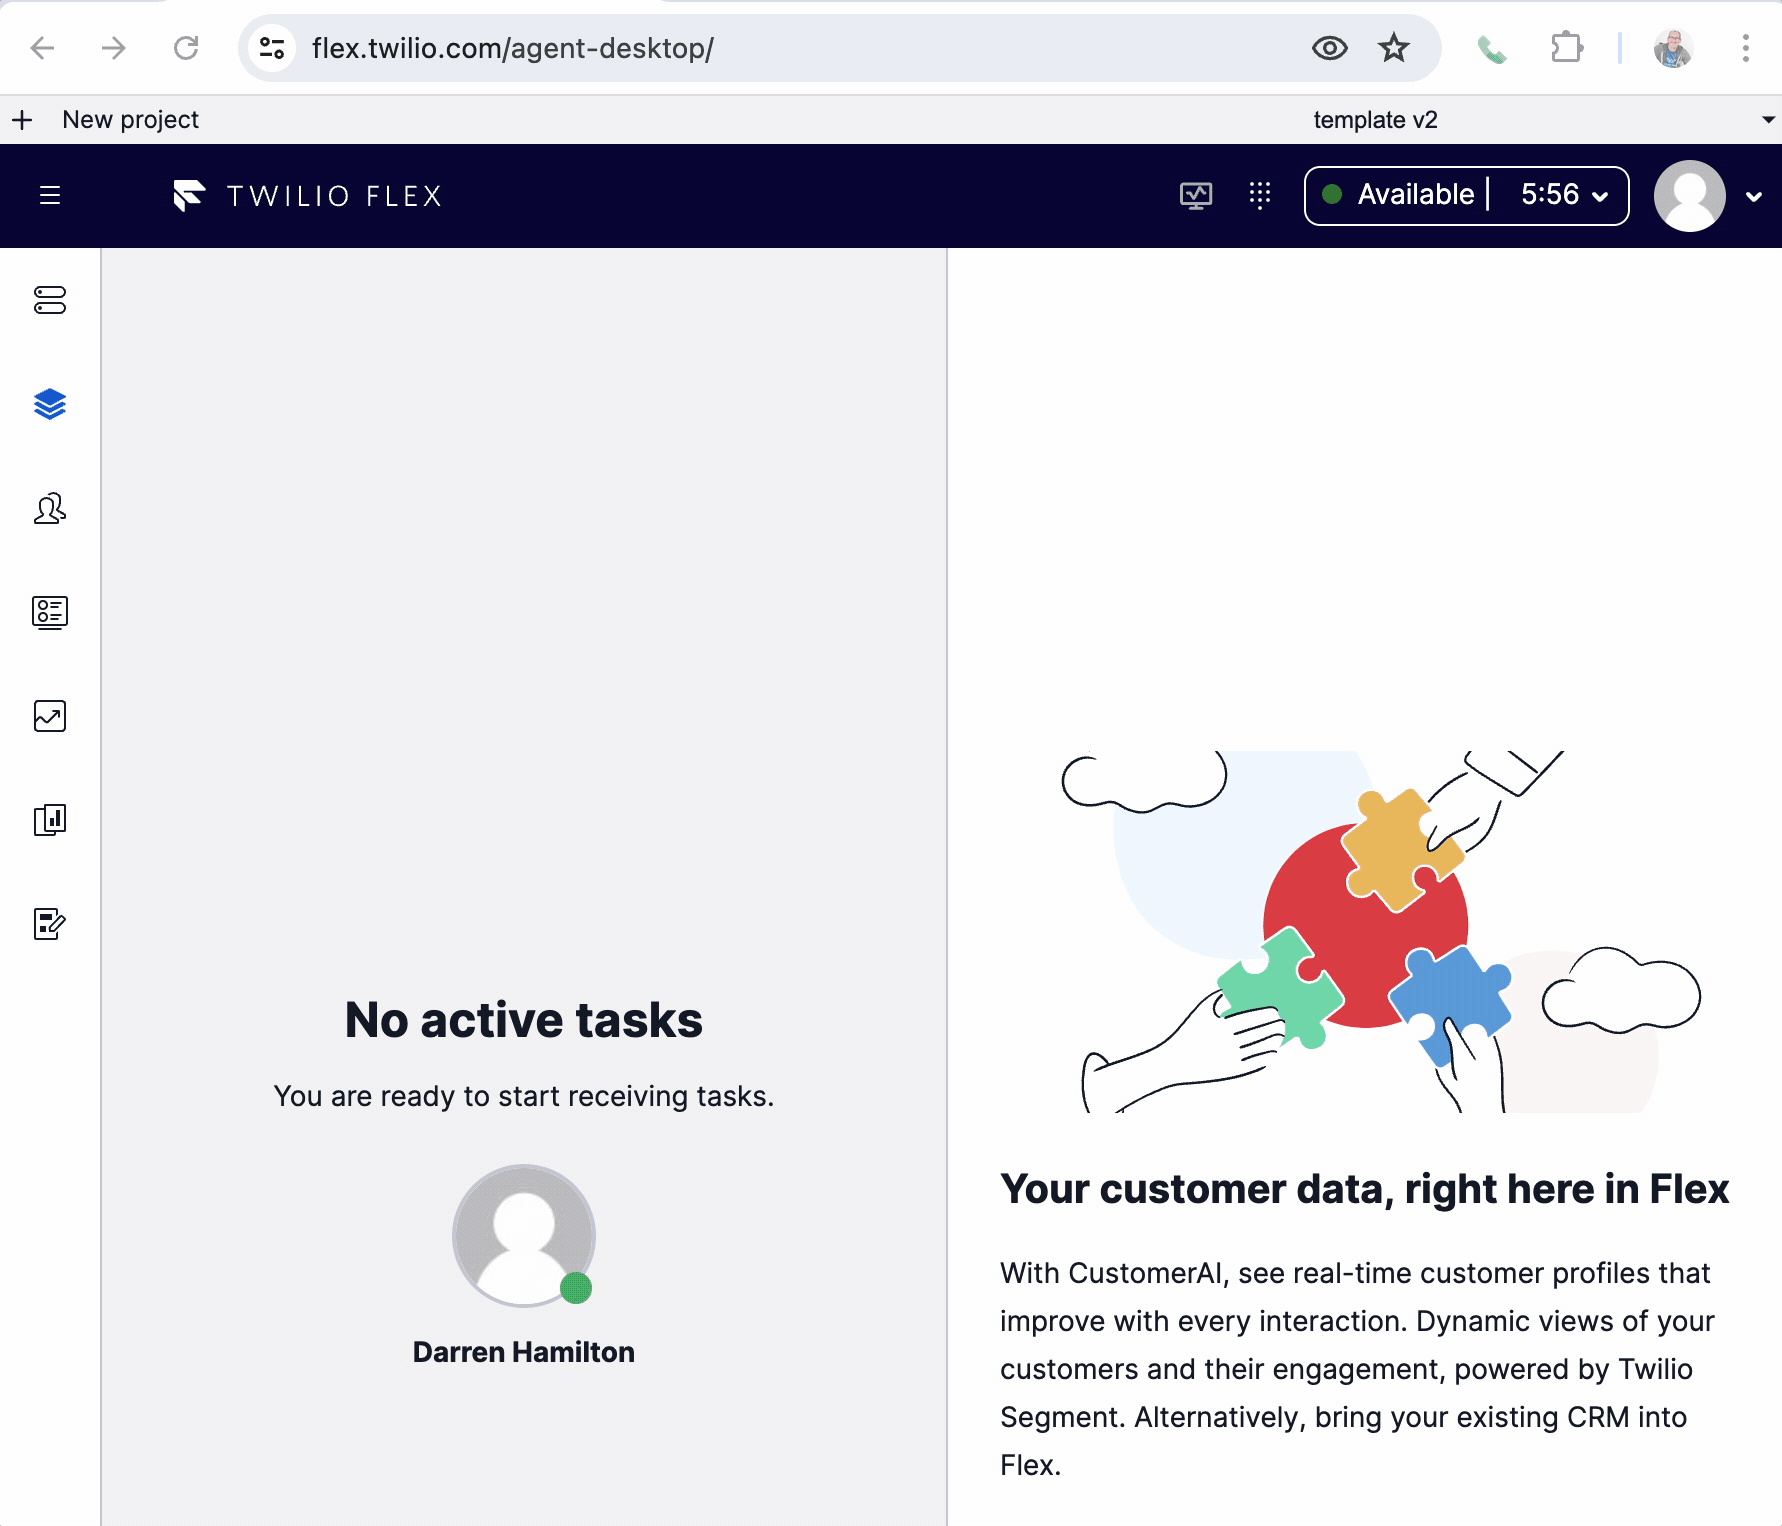 flex.twilio.com/agent-desktop/
New project
template v2
TWILIO FLEX
Available | 5:56
No active tasks
You are ready to start receiving tasks.
Darren Hamilton
Your customer data, right here in Flex
With CustomerAI, see real-time customer profiles that
improve with every interaction. Dynamic views of your
customers and their engagement, powered by Twilio
Segment. Alternatively, bring your existing CRM into
Flex.